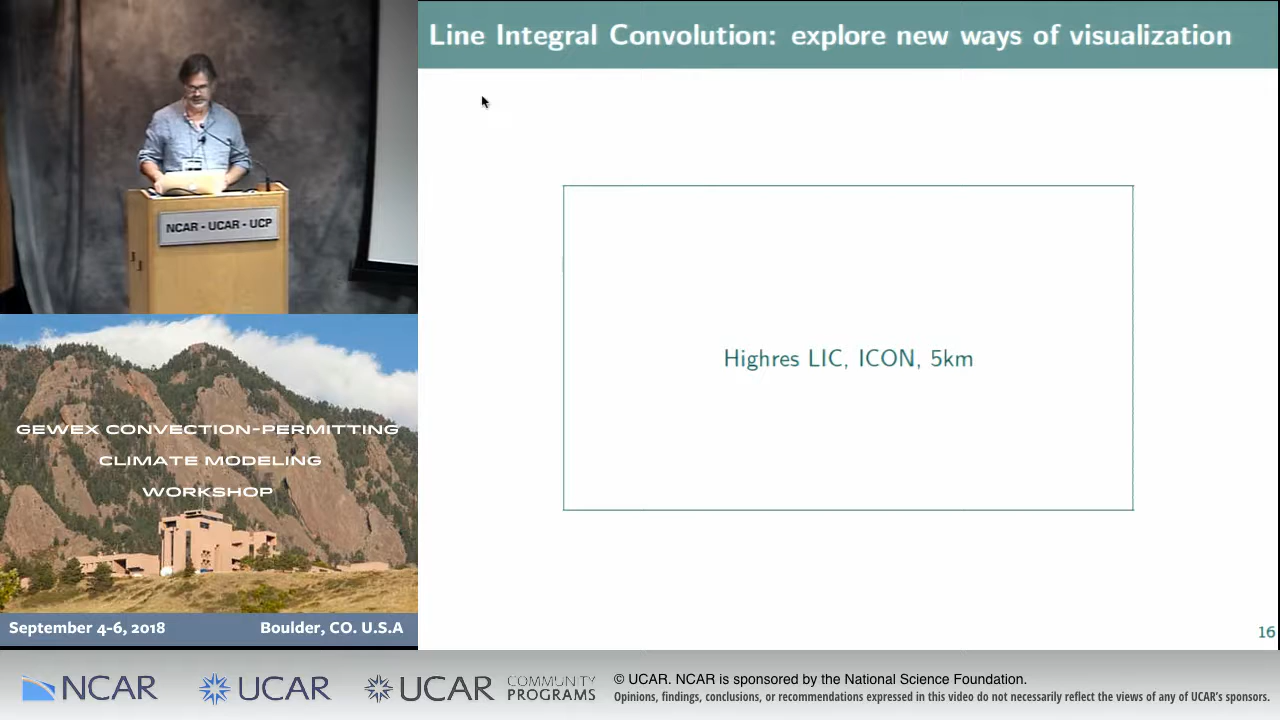 Line Integral Convolution: explore new ways of visualization
NCAR - UCAR - UCP
Highres LIC, ICON, 5km
GEWEX CONVECTION-PERMITTING
CLIMATE MODELING
WORKSHOP
September 4-6, 2018
Boulder, CO. U.S.A
16
NCAR
UCAR
UCAR
COMMUNITY
PROGRAMS
© UCAR. NCAR is sponsored by the National Science Foundation.
Opinions, findings, conclusions, or recommendations expressed in this video do not necessarily reflect the views of any of UCAR's sponsors.